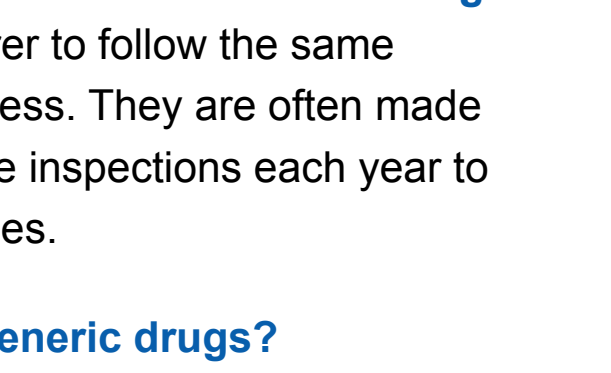 er to follow the same
ess. They are often made
e inspections each year to
es.
eneric drugs?